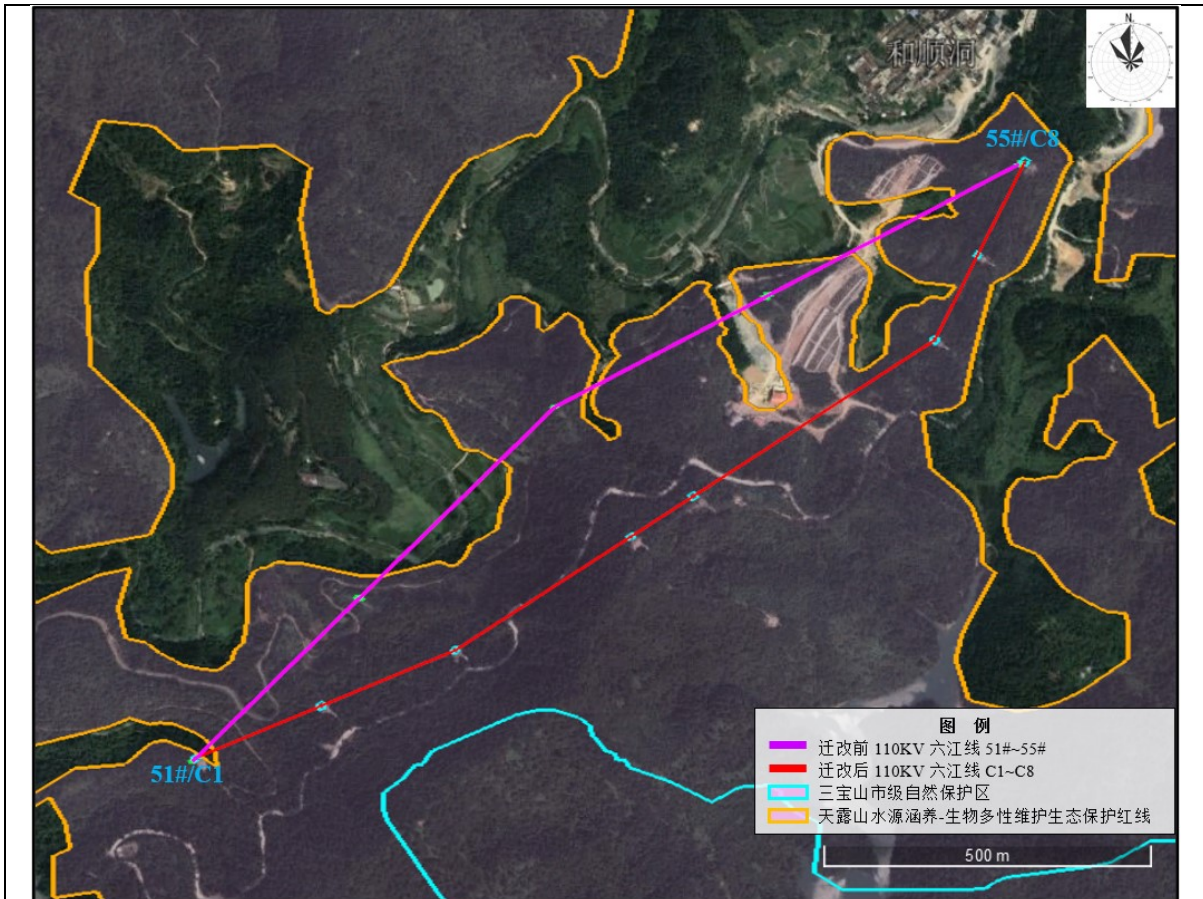 和顺洞
N
55#/C8
51#/C1
图 例
迁改前 110KV 六江线 51#~55#
迁改后 110KV 六江线 C1~C8
三宝山市级自然保护区
天露山水源涵养-生物多性维护生态保护红线
500 m